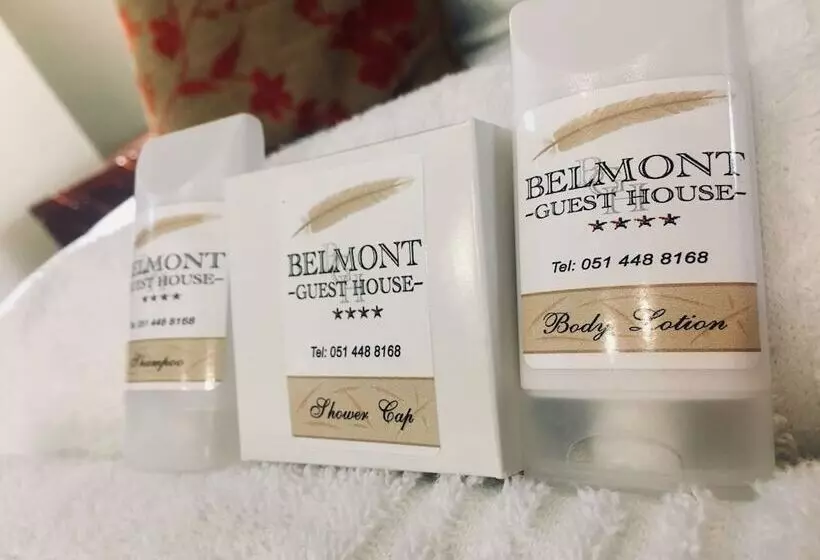 ELMONT
GUEST HOUSE-
★★★★
Tel: 051 448 8168
Shampoo
BELMONT
-GUEST HOUSE-
★★★★
Tel: 051 448 8168
Shower Cap
BELMONT
-GUEST HOUSE-
★★★★
Tel: 051 448 8168
Body Lotion